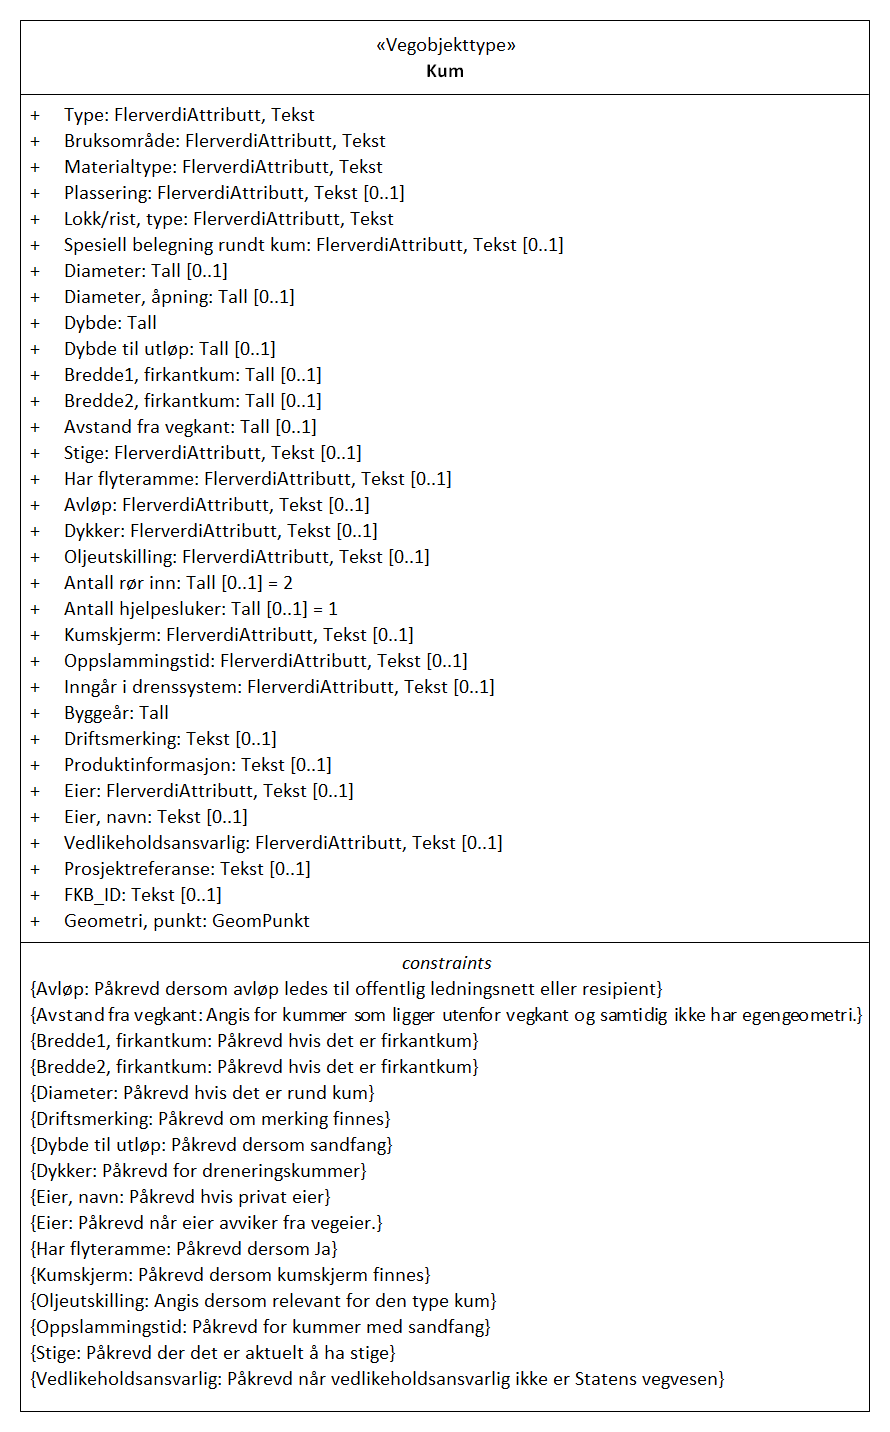 «Vegobjekttype»
Kum
+ Type: FlerverdiAttributt, Tekst
+ Bruksområde: FlerverdiAttributt, Tekst
+ Materialtype: FlerverdiAttributt, Tekst
+ Plassering: FlerverdiAttributt, Tekst [0..1]
+ Lokk/rist, type: FlerverdiAttributt, Tekst
+ Spesiell belegning rundt kum: FlerverdiAttributt, Tekst [0..1]
+ Diameter: Tall [0..1]
+ Diameter, åpning: Tall [0..1]
+ Dybde: Tall
+ Dybde til utløp: Tall [0..1]
+ Bredde1, firkantkum: Tall [0..1]
+ Bredde2, firkantkum: Tall [0..1]
+ Avstand fra vegkant: Tall [0..1]
+ Stige: FlerverdiAttributt, Tekst [0..1]
+ Har flyteramme: FlerverdiAttributt, Tekst [0..1]
+ Avløp: FlerverdiAttributt, Tekst [0..1]
+ Dykker: FlerverdiAttributt, Tekst [0..1]
+ Oljeutskilling: FlerverdiAttributt, Tekst [0..1]
+ Antall rør inn: Tall [0..1] = 2
+ Antall hjelpesluker: Tall [0..1] = 1
+ Kumskjerm: FlerverdiAttributt, Tekst [0..1]
+ Oppslammingstid: FlerverdiAttributt, Tekst [0..1]
+ Inngår i drenssystem: FlerverdiAttributt, Tekst [0..1]
+ Byggeår: Tall
+ Driftsmerking: Tekst [0..1]
+ Produktinformasjon: Tekst [0..1]
+ Eier: FlerverdiAttributt, Tekst [0..1]
+ Eier, navn: Tekst [0..1]
+ Vedlikeholdsansvarlig: FlerverdiAttributt, Tekst [0..1]
+ Prosjektreferanse: Tekst [0..1]
+ FKB_ID: Tekst [0..1]
+ Geometri, punkt: GeomPunkt
constraints
{Avløp: Påkrevd dersom avløp ledes til offentlig ledningsnett eller resipient}
{Avstand fra vegkant: Angis for kummer som ligger utenfor vegkant og samtidig ikke har egengeometri.}
{Bredde1, firkantkum: Påkrevd hvis det er firkantkum}
{Bredde2, firkantkum: Påkrevd hvis det er firkantkum}
{Diameter: Påkrevd hvis det er rund kum}
{Driftsmerking: Påkrevd om merking finnes}
{Dybde til utløp: Påkrevd dersom sandfang}
{Dykker: Påkrevd for dreneringskummer}
{Eier, navn: Påkrevd hvis privat eier}
{Eier: Påkrevd når eier avviker fra vegeier.}
{Har flyteramme: Påkrevd dersom Ja}
{Kumskjerm: Påkrevd dersom kumskjerm finnes}
{Oljeutskilling: Angis dersom relevant for den type kum}
{Oppslammingstid: Påkrevd for kummer med sandfang}
{Stige: Påkrevd der det er aktuelt å ha stige}
{Vedlikeholdsansvarlig: Påkrevd når vedlikeholdsansvarlig ikke er Statens vegvesen}